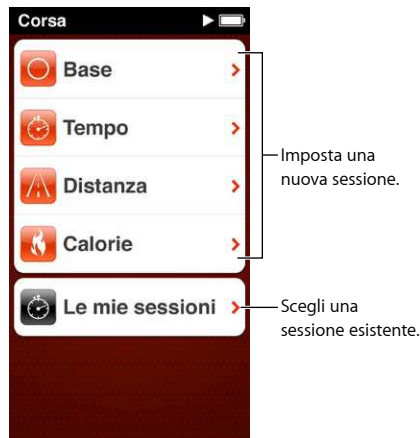 Corsa
Base
Tempo
Distanza
Calorie
Imposta una
nuova sessione.
Le mie sessioni
Scegli una
sessione esistente.